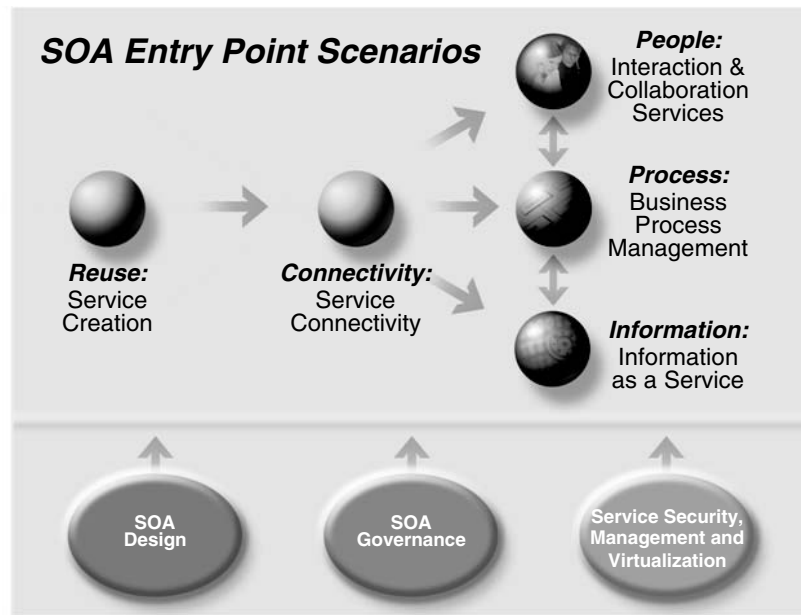 SOA Entry Point Scenarios
People:
Interaction &
Collaboration
Services
Reuse:
Service
Creation
Connectivity:
Service
Connectivity
Process:
Business
Process
Management
Information:
Information
as a Service
SOA
Design
SOA
Governance
Service Security,
Management and
Virtualization